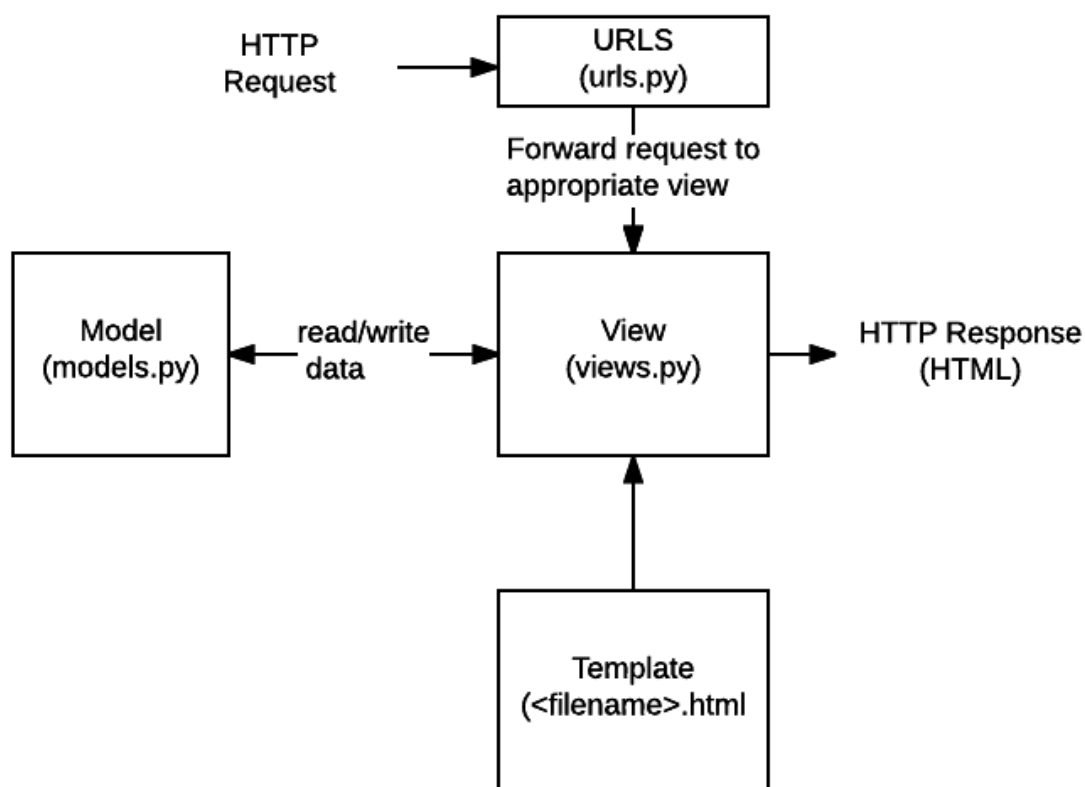 HTTP
Request
URLS
(urls.py)
Forward request to
appropriate view
Model
(models.py)
read/write
data
View
(views.py)
HTTP Response
(HTML)
Template
(<filename>.html